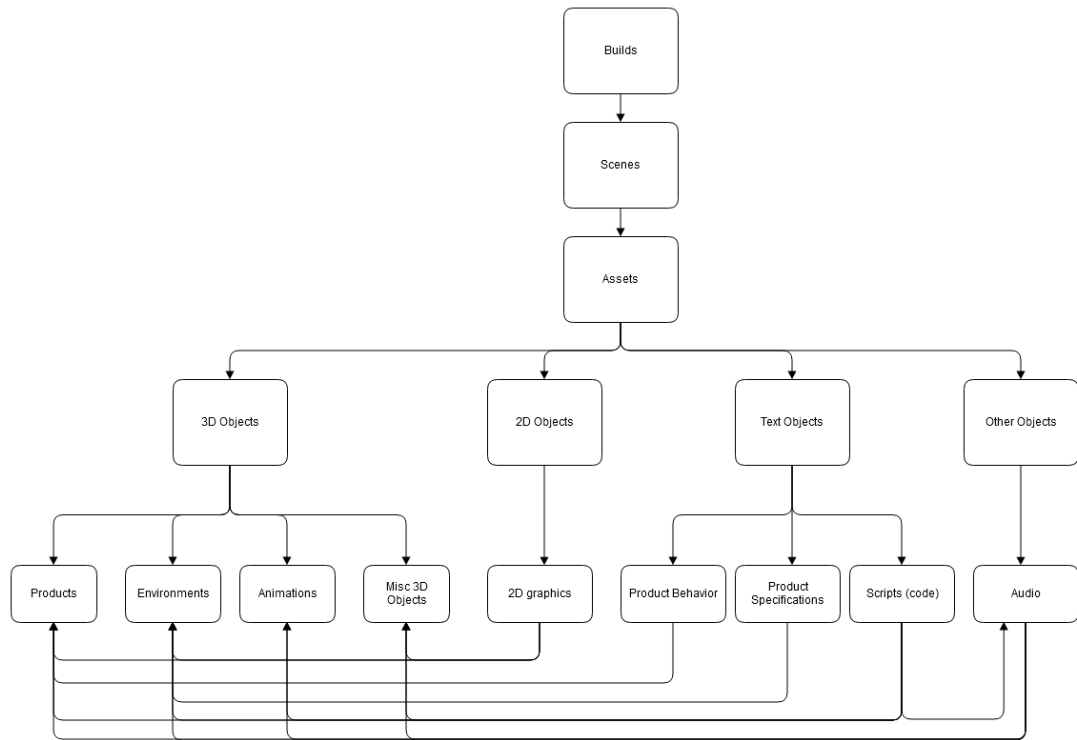 Builds
Scenes
Assets
3D Objects
2D Objects
Text Objects
Other Objects
Products
Environments
Animations
Misc 3D
Objects
2D graphics
Product Behavior
Product
Specifications
Scripts (code)
Audio